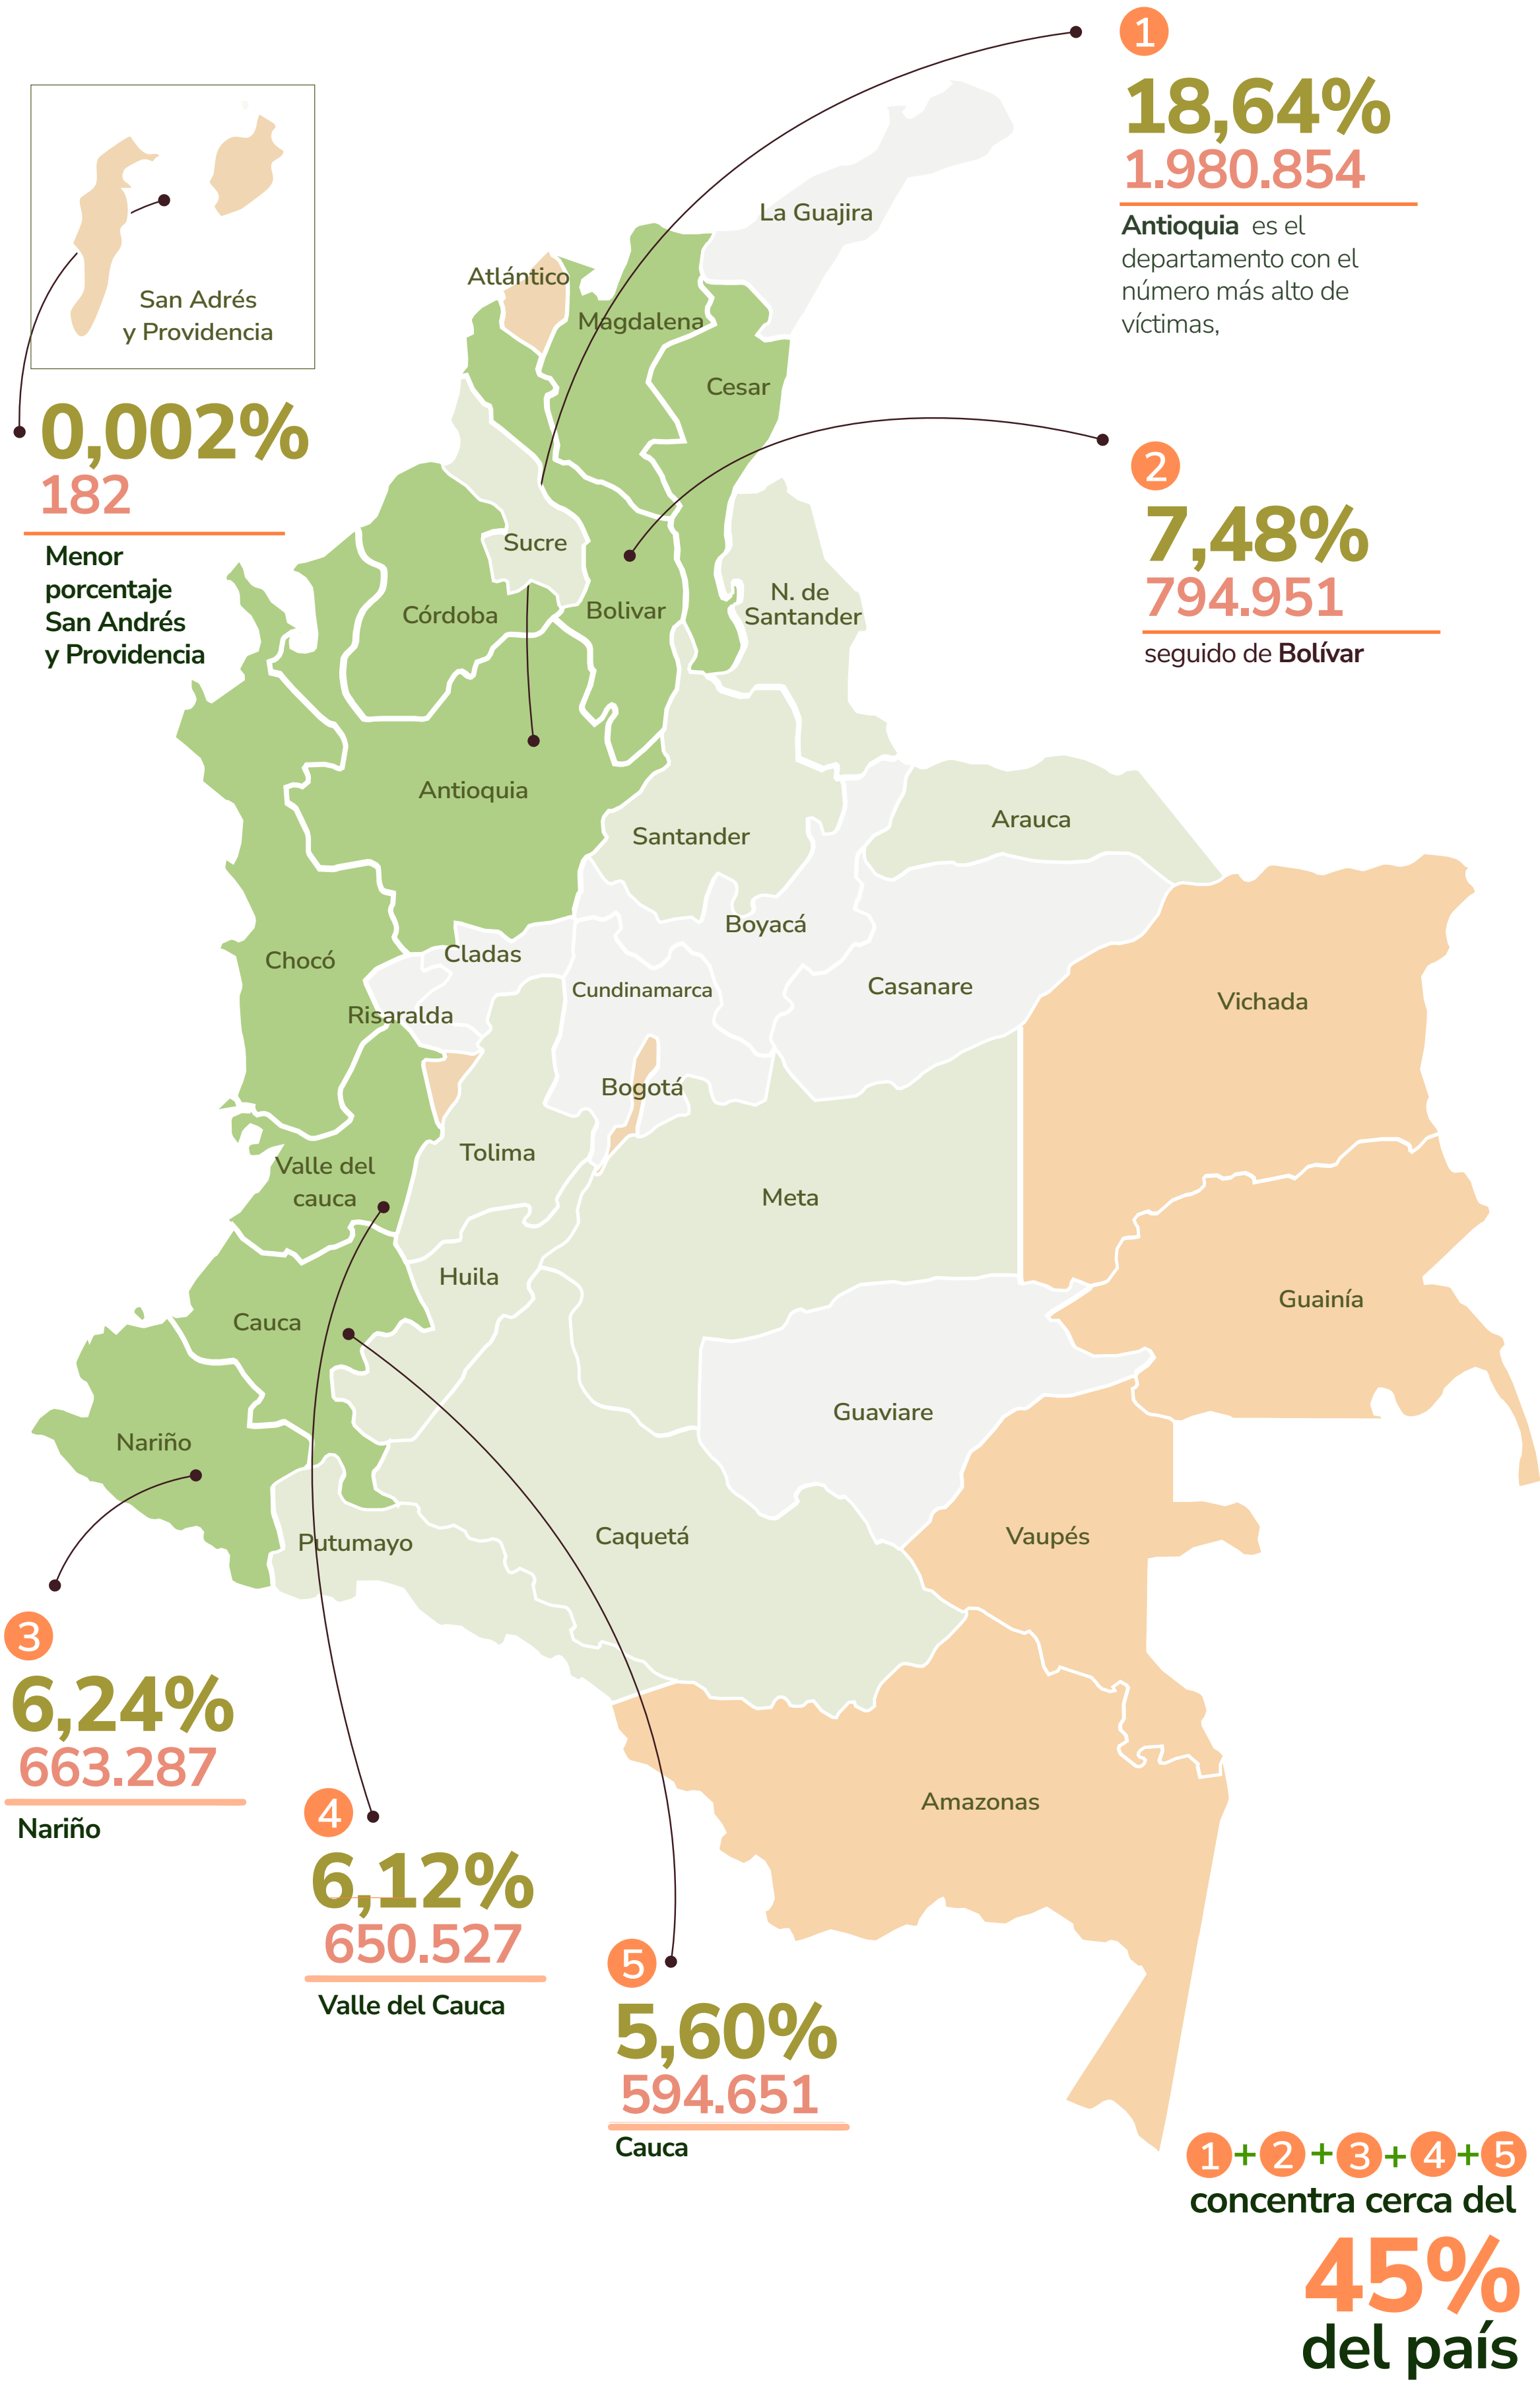 1
18,64%
1.980.854
Antioquia es el
departamento con el
número más alto de
víctimas,
San Adrés
y Providencia
0,002%
182
Menor
porcentaje
San Andrés
y Providencia
2
7,48%
794.951
seguido de Bolívar
La Guajira
Atlántico
Magdalena
Cesar
Sucre
Córdoba
Bolivar
N. de
Santander
Antioquia
Santander
Arauca
Boyacá
Chocó
Cladas
Cundinamarca
Casanare
Vichada
Risaralda
Bogotá
Tolima
Valle del
cauca
Meta
Huila
Guainía
Cauca
Guaviare
Nariño
Putumayo
Caquetá
Vaupés
Amazonas
3
6,24%
663.287
Nariño
4
6,12%
650.527
Valle del Cauca
5
5,60%
594.651
Cauca
1+2+3+4+5
concentra cerca del
45%
del país